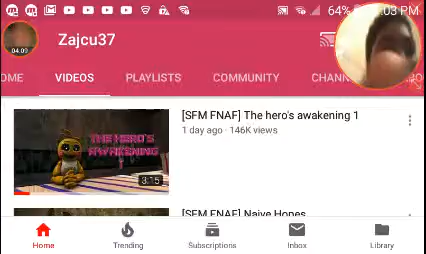 64% :03 PM
04:09
Zajcu37
OME VIDEOS PLAYLISTS COMMUNITY CHANN
[SFM FNAF] The hero's awakening 1
1 day ago · 146K views
THE HERO'S
AWAKENING
1
3:15
[SFM FNAF] Naive Hopes
Home Trending Subscriptions Inbox Library